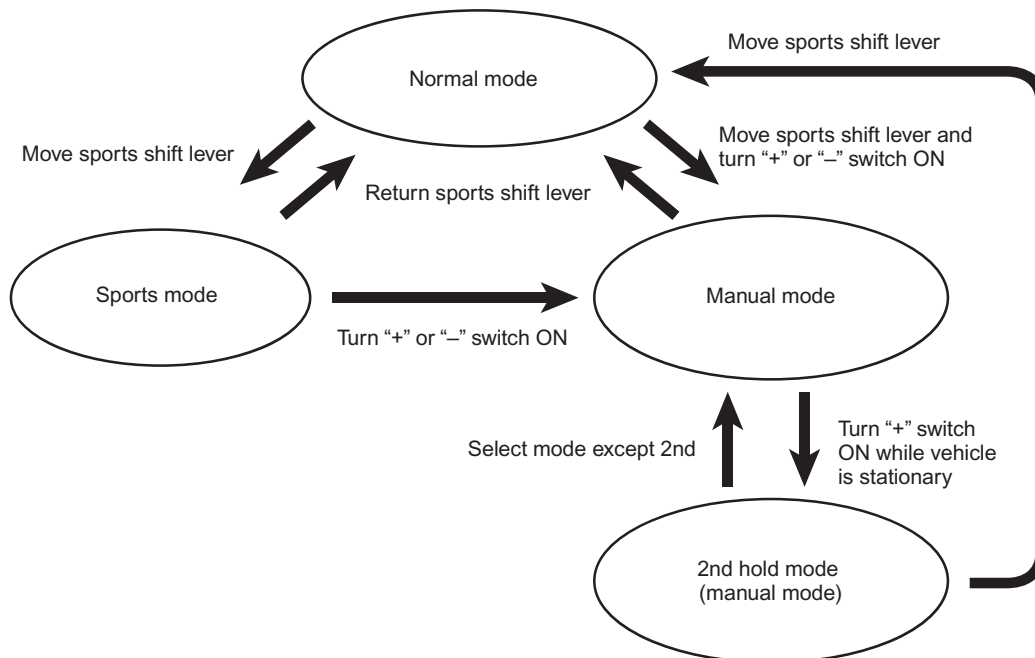 Move sports shift lever
Normal mode
Move sports shift lever
Move sports shift lever and
turn “+” or “–” switch ON
Return sports shift lever
Sports mode
Manual mode
Turn “+” or “–” switch ON
Select mode except 2nd
Turn “+” switch
ON while vehicle
is stationary
2nd hold mode
(manual mode)